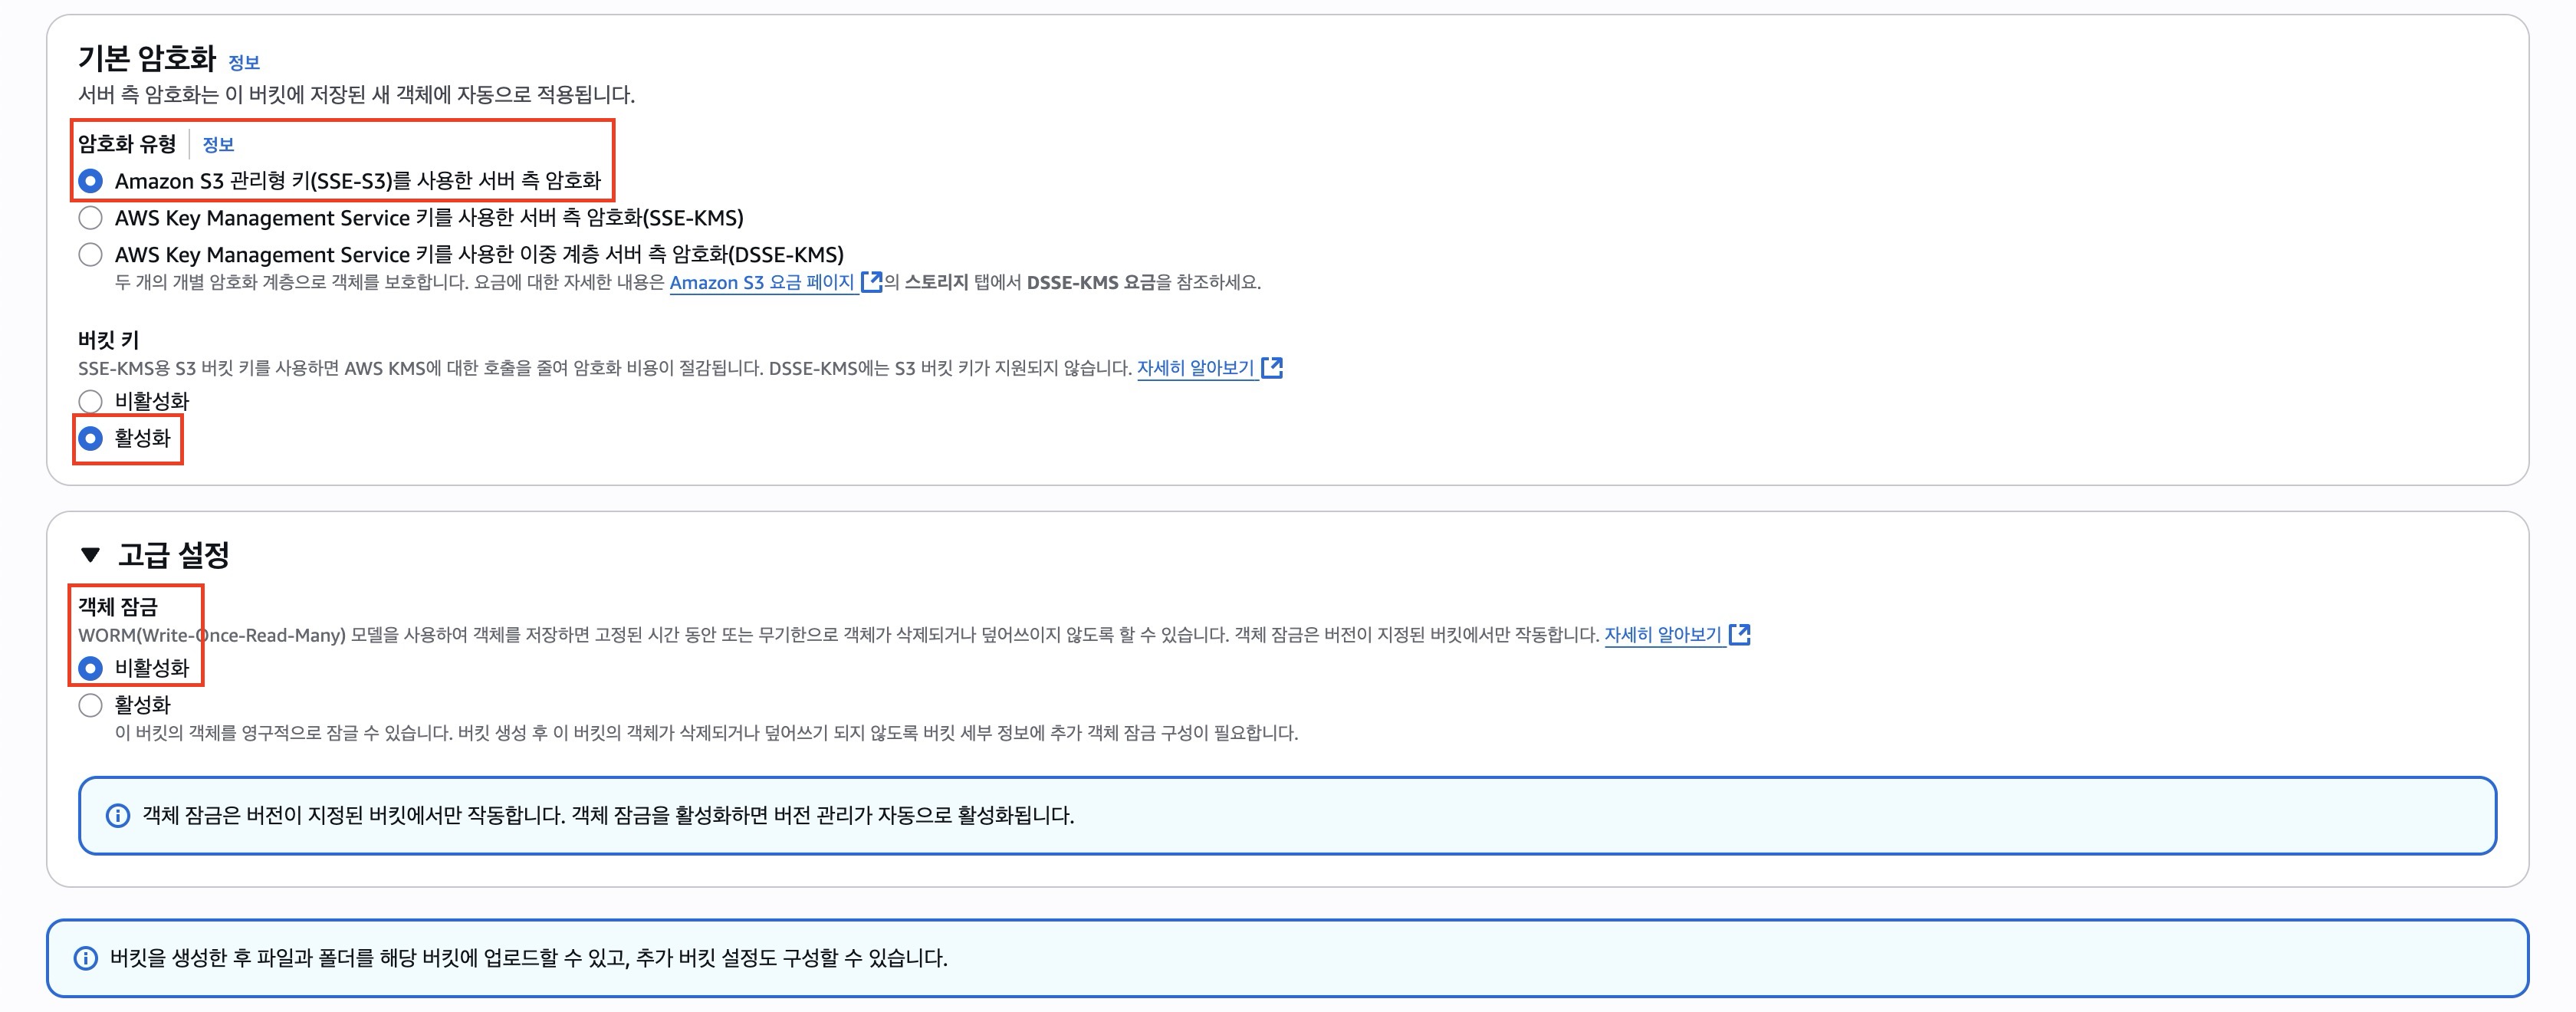 기본 암호화 정보
서버 측 암호화는 이 버킷에 저장된 새 객체에 자동으로 적용됩니다.
암호화 유형 정보
Amazon S3 관리형 키(SSE-S3)를 사용한 서버 측 암호화
AWS Key Management Service 키를 사용한 서버 측 암호화(SSE-KMS)
AWS Key Management Service 키를 사용한 이중 계층 서버 측 암호화(DSSE-KMS)
두 개의 개별 암호화 계층으로 객체를 보호합니다. 요금에 대한 자세한 내용은 Amazon S3 요금 페이지 의 스토리지 탭에서 DSSE-KMS 요금을 참조하세요.
버킷 키
SSE-KMS용 S3 버킷 키를 사용하면 AWS KMS에 대한 호출을 줄여 암호화 비용이 절감됩니다. DSSE-KMS에는 S3 버킷 키가 지원되지 않습니다. 자세히 알아보기
비활성화
활성화
고급 설정
객체 잠금
WORM(Write-Once-Read-Many) 모델을 사용하여 객체를 저장하면 고정된 시간 동안 또는 무기한으로 객체가 삭제되거나 덮어쓰이지 않도록 할 수 있습니다. 객체 잠금은 버전이 지정된 버킷에서만 작동합니다. 자세히 알아보기
비활성화
활성화
이 버킷의 객체를 영구적으로 잠글 수 있습니다. 버킷 생성 후 이 버킷의 객체가 삭제되거나 덮어쓰기 되지 않도록 버킷 세부 정보에 추가 객체 잠금 구성이 필요합니다.
객체 잠금은 버전이 지정된 버킷에서만 작동합니다. 객체 잠금을 활성화하면 버전 관리가 자동으로 활성화됩니다.
버킷을 생성한 후 파일과 폴더를 해당 버킷에 업로드할 수 있고, 추가 버킷 설정도 구성할 수 있습니다.